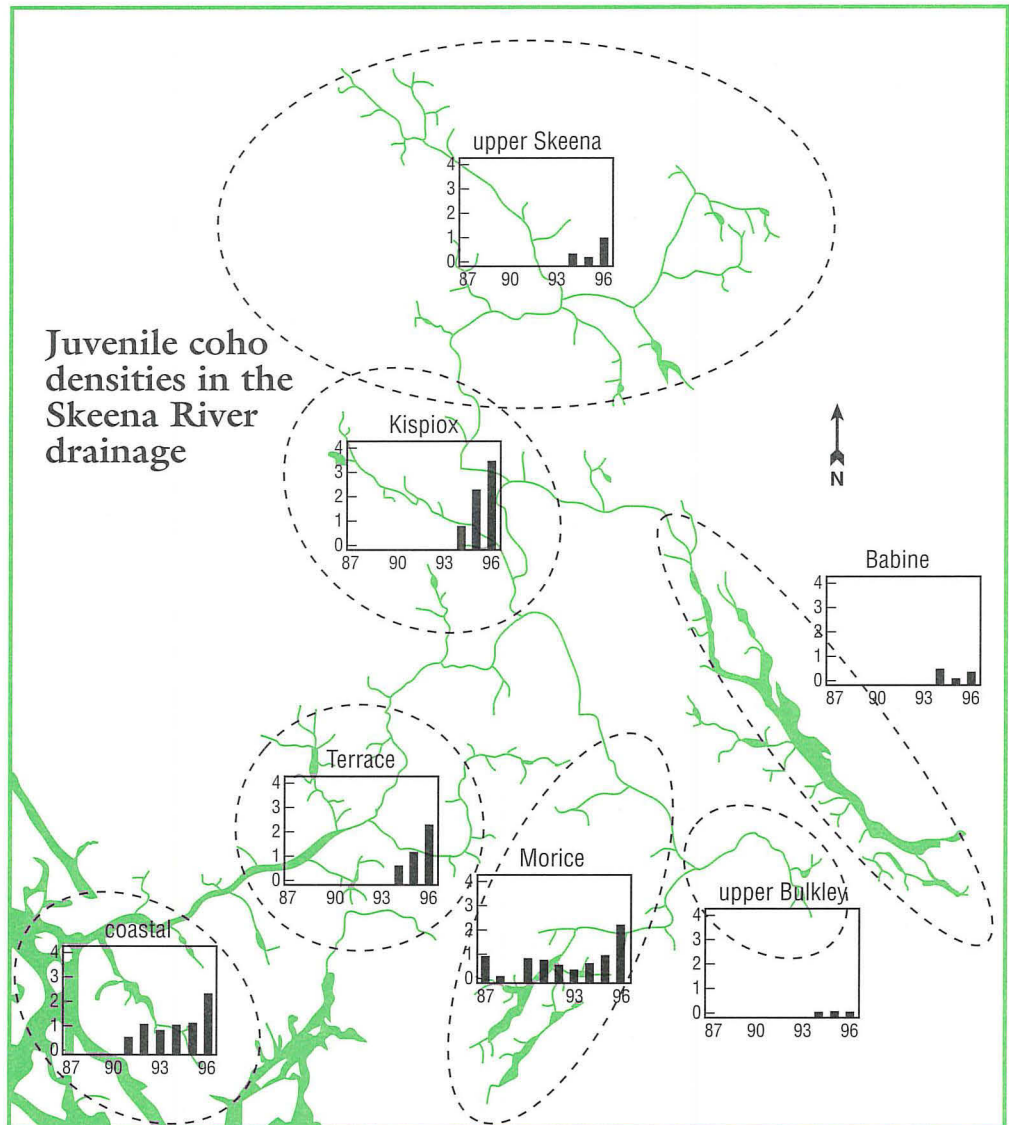 upper Skeena
4
3
2
1
0
87 90 93 96
Juvenile coho
densities in the
Skeena River
drainage
Kispiox
4
3
2
1
0
87 90 93 96
N
Babine
4
3
2
1
0
87 90 93 96
Terrace
4
3
2
1
0
87 90 93 96
Morice
4
3
2
1
0
87 93 96
upper Bulkley
4
3
2
1
0
87 90 93 96
coastal
4
3
2
1
0
87 90 93 96